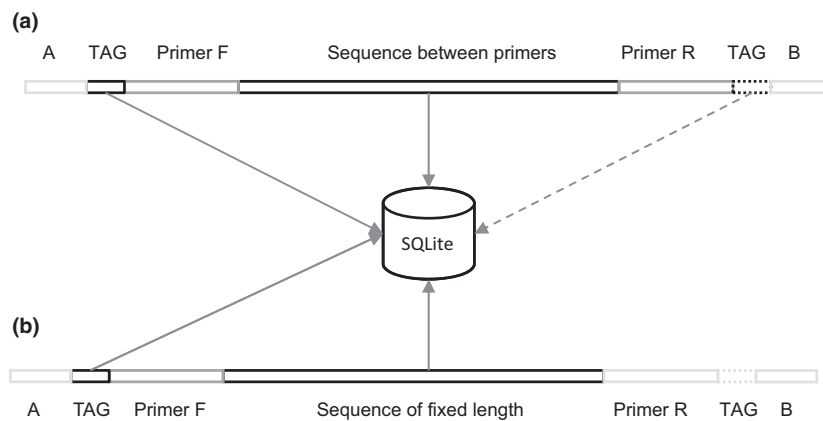 (a)
A TAG Primer F Sequence between primers Primer R TAG B
SQLite
(b)
A TAG Primer F Sequence of fixed length Primer R TAG B